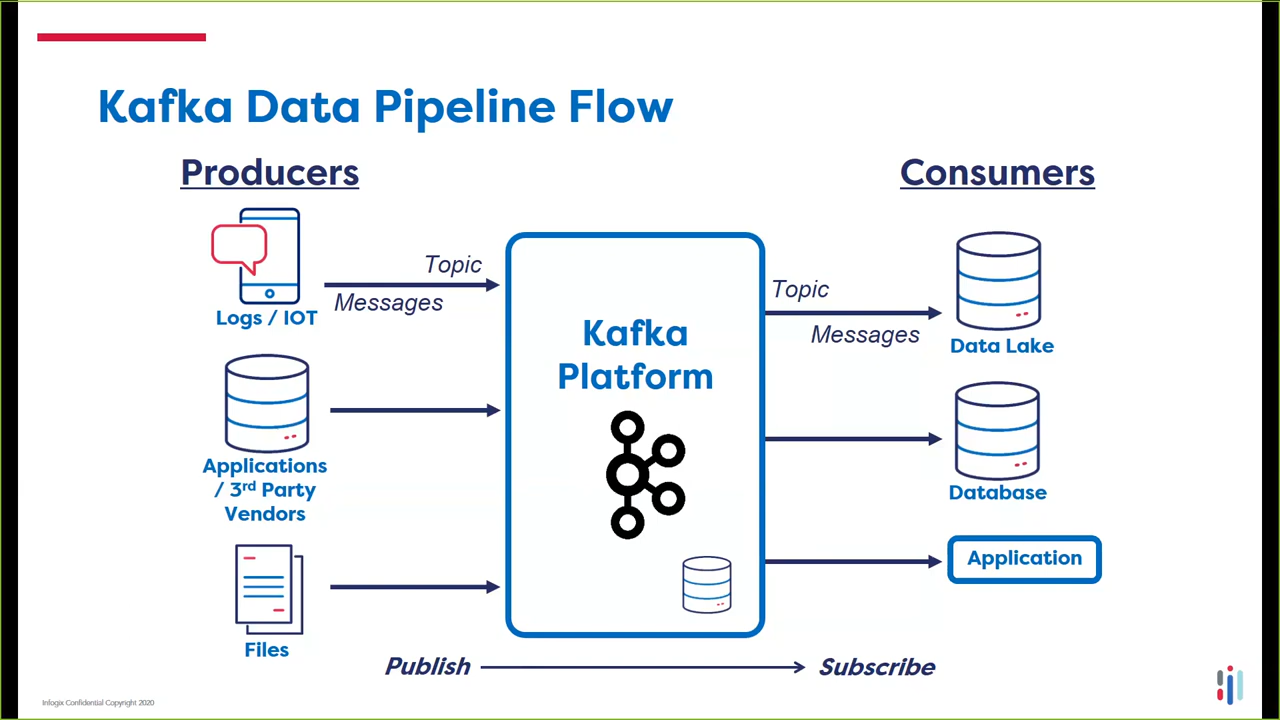 Kafka Data Pipeline Flow
Producers
Consumers
Topic
Messages
Logs / IOT
Applications
/ 3rd Party
Vendors
Files
Kafka
Platform
Topic
Messages
Data Lake
Database
Application
Publish
Subscribe
Infogix Confidential Copyright 2020